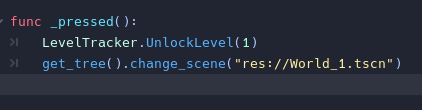 func _pressed():
LevelTracker.UnlockLevel(1)
get_tree().change_scene("res://World_1.tscn")